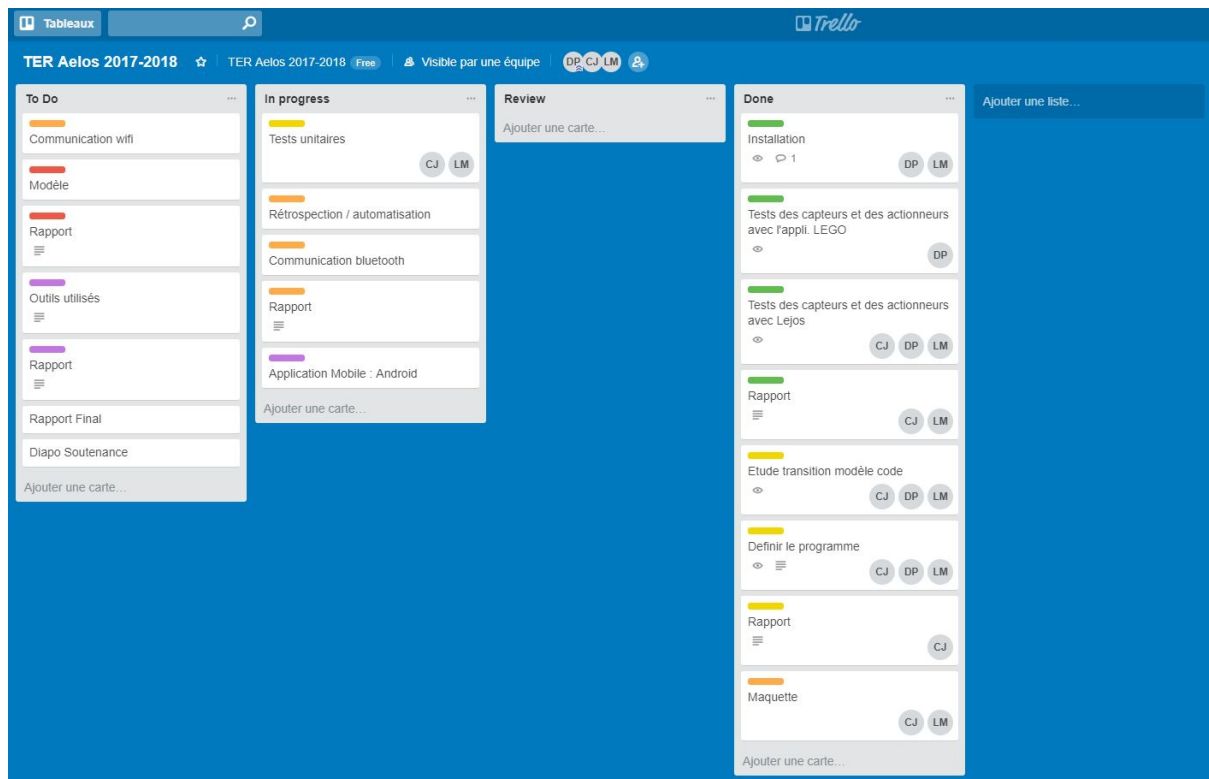 Tableaux
Trello
TER Aelos 2017-2018
TER Aelos 2017-2018 Free
Visible par une équipe
DP CJ LM
To Do
Communication wifi
Modèle
Rapport
Outils utilisés
Rapport
Rapport Final
Diapo Soutenance
Ajouter une carte...
In progress
Tests unitaires
CJ LM
Rétrospection / automatisation
Communication bluetooth
Rapport
Application Mobile : Android
Ajouter une carte...
Review
Ajouter une carte...
Done
Installation
1
DP LM
Tests des capteurs et des actionneurs
avec l'appli. LEGO
DP
Tests des capteurs et des actionneurs
avec Lejos
CJ DP LM
Rapport
CJ LM
Etude transition modèle code
CJ DP LM
Definir le programme
CJ DP LM
Rapport
CJ
Maquette
CJ LM
Ajouter une carte...
Ajouter une liste...